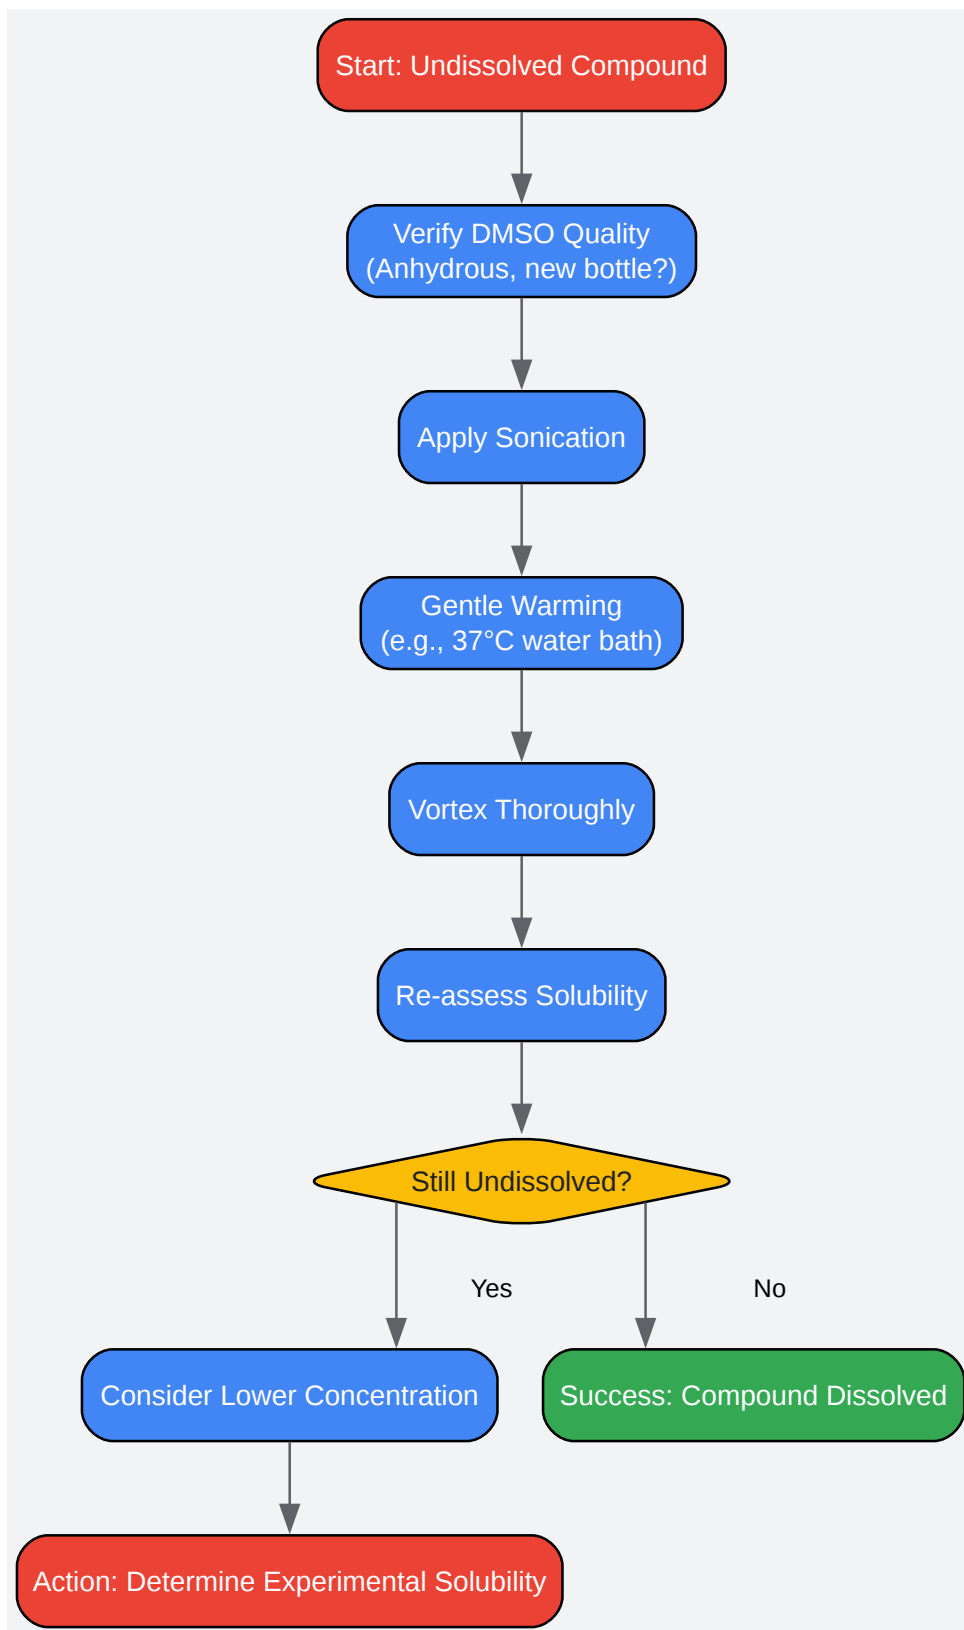 Start: Undissolved Compound
Verify DMSO Quality
(Anhydrous, new bottle?)
Apply Sonication
Gentle Warming
(e.g., 37°C water bath)
Vortex Thoroughly
Re-assess Solubility
Still Undissolved?
Yes
No
Consider Lower Concentration
Success: Compound Dissolved
Action: Determine Experimental Solubility